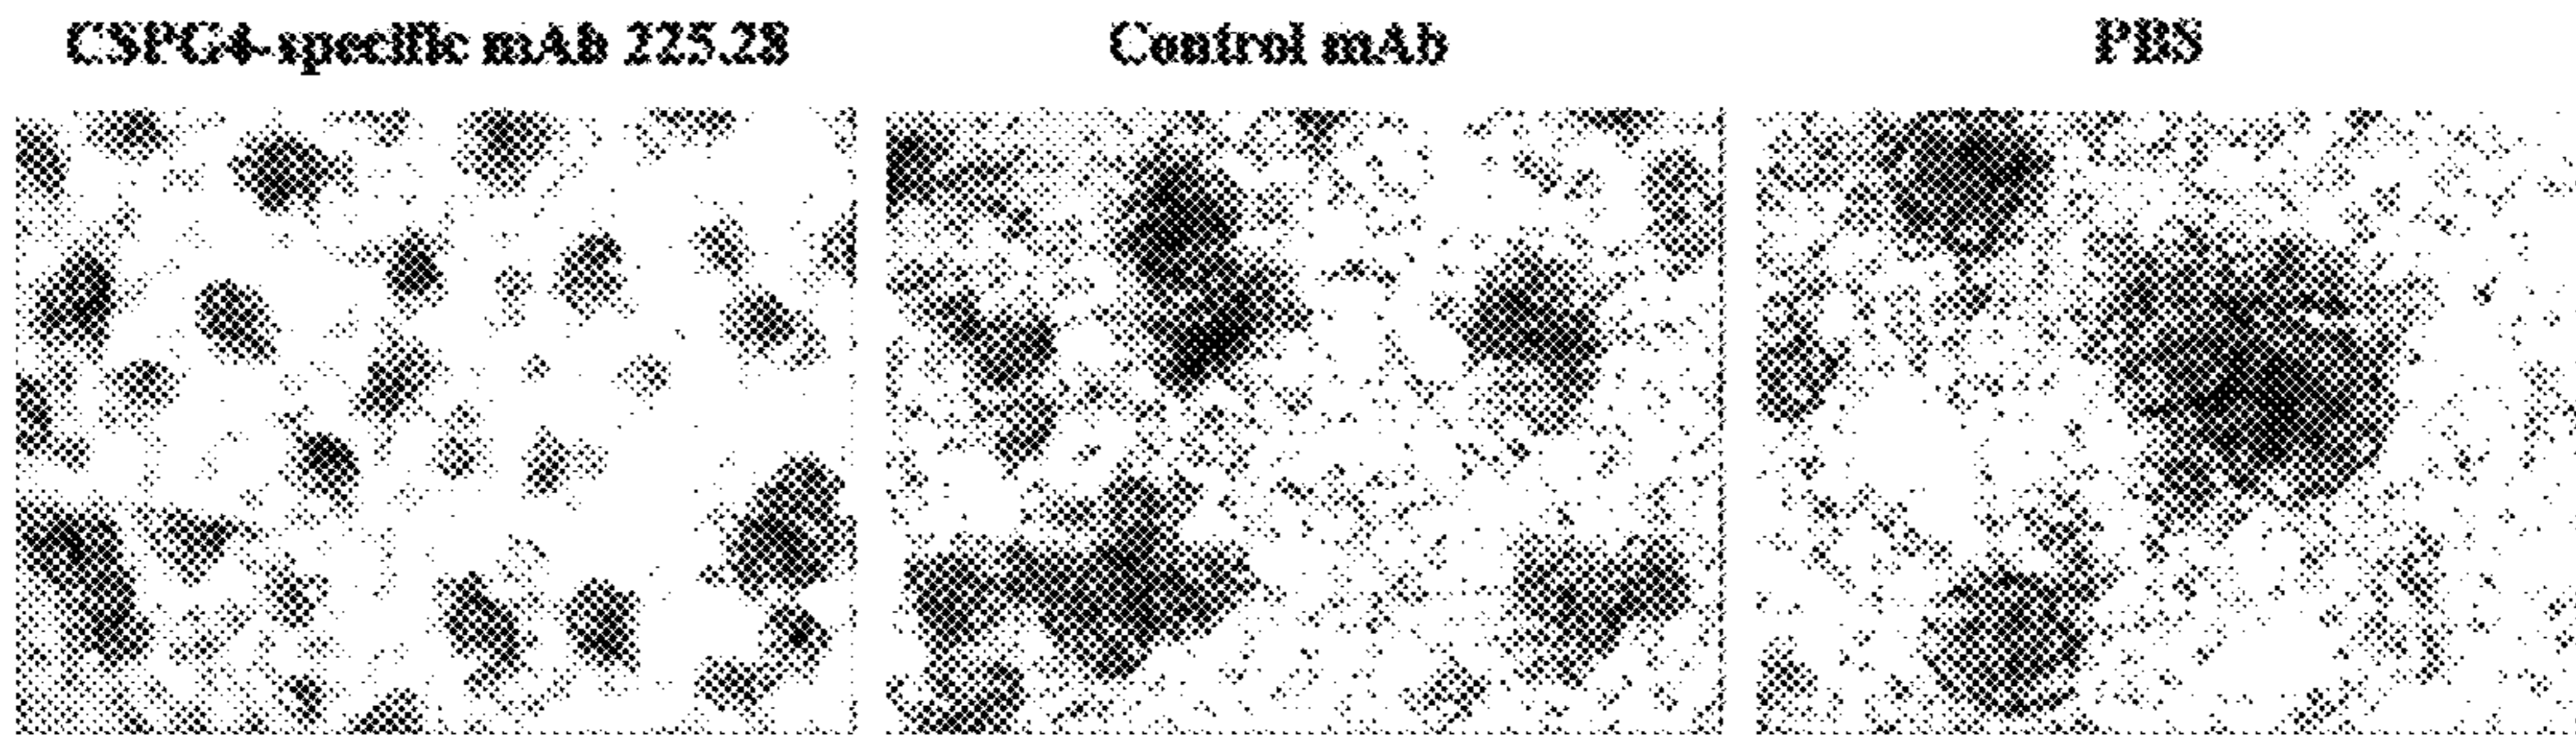 CSPG4-specific mAb 225.28
Control mAb
PBS